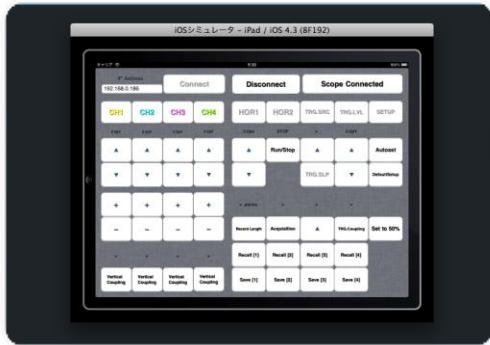 iOSシミュレータ - iPad / iOS 4.3 (8F192)
IP Address
192.168.0.186
Connect
Disconnect
Scope Connected
CH1 CH2 CH3 CH4 HOR1 HOR2 TRG.SRC TRG.LVL SETUP
STOP
Run/Stop
Autoset
TRG.SLP
DefaultSetup
+ + + +
- - - -
Record Length
Acquisition
TRG.Coupling
Set to 50%
Recall [1] Recall [2] Recall [3] Recall [4]
Vertical Coupling Vertical Coupling Vertical Coupling Vertical Coupling
Save [1] Save [2] Save [3] Save [4]